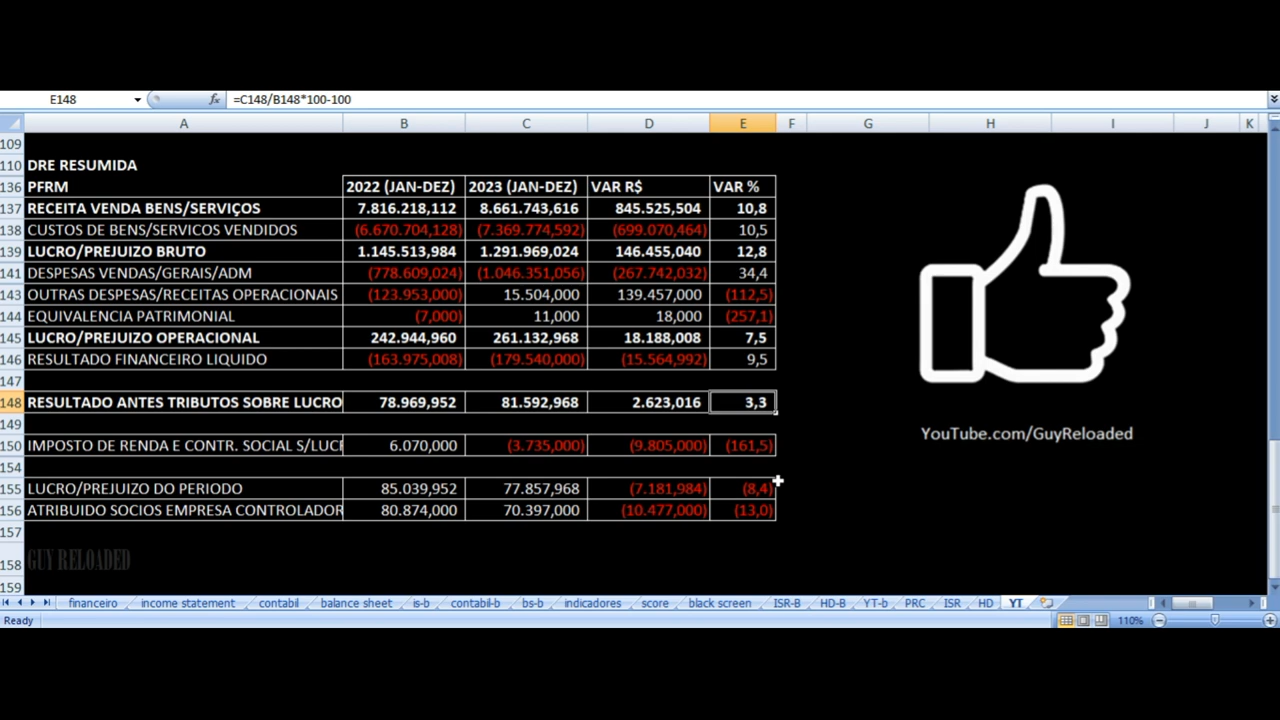 E148 fx =C148/B148*100-100
A B C D E F G H I J K
109
110 DRE RESUMIDA
136 PFRM 2022 (JAN-DEZ) 2023 (JAN-DEZ) VAR R$ VAR %
137 RECEITA VENDA BENS/SERVIÇOS 7.816.218,112 8.661.743,616 845.525,504 10,8
138 CUSTOS DE BENS/SERVICOS VENDIDOS (6.670.704,128) (7.369.774,592) (699.070,464) 10,5
139 LUCRO/PREJUIZO BRUTO 1.145.513,984 1.291.969,024 146.455,040 12,8
141 DESPESAS VENDAS/GERAIS/ADM (778.609,024) (1.046.351,056) (267.742,032) 34,4
143 OUTRAS DESPESAS/RECEITAS OPERACIONAIS (123.953,000) 15.504,000 139.457,000 (112,5)
144 EQUIVALENCIA PATRIMONIAL (7,000) 11,000 18,000 (257,1)
145 LUCRO/PREJUIZO OPERACIONAL 242.944,960 261.132,968 18.188,008 7,5
146 RESULTADO FINANCEIRO LIQUIDO (163.975,008) (179.540,000) (15.564,992) 9,5
147
148 RESULTADO ANTES TRIBUTOS SOBRE LUCRO 78.969,952 81.592,968 2.623,016 3,3
YouTube.com/GuyReloaded
149
150 IMPOSTO DE RENDA E CONTR. SOCIAL S/LUCR 6.070,000 (3.735,000) (9.805,000) (161,5)
154
155 LUCRO/PREJUIZO DO PERIODO 85.039,952 77.857,968 (7.181,984) (8,4)
156 ATRIBUIDO SOCIOS EMPRESA CONTROLADOR 80.874,000 70.397,000 (10.477,000) (13,0)
157
158 GUY RELOADED
159
financeiro income statement contabil balance sheet is-b contabil-b bs-b indicadores score black screen ISR-B HD-B YT-b PRC ISR HD YT
Ready 110%